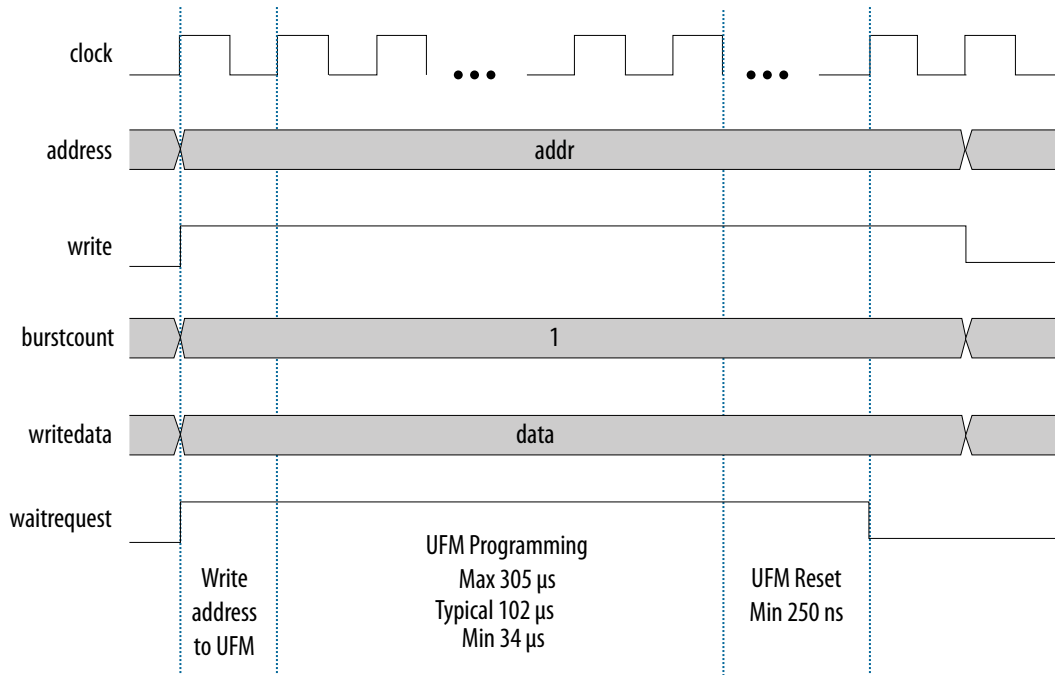 clock
address
addr
write
burstcount
1
writedata
data
waitrequest
Write
address
to UFM
UFM Programming
Max 305 µs
Typical 102 µs
Min 34 µs
UFM Reset
Min 250 ns